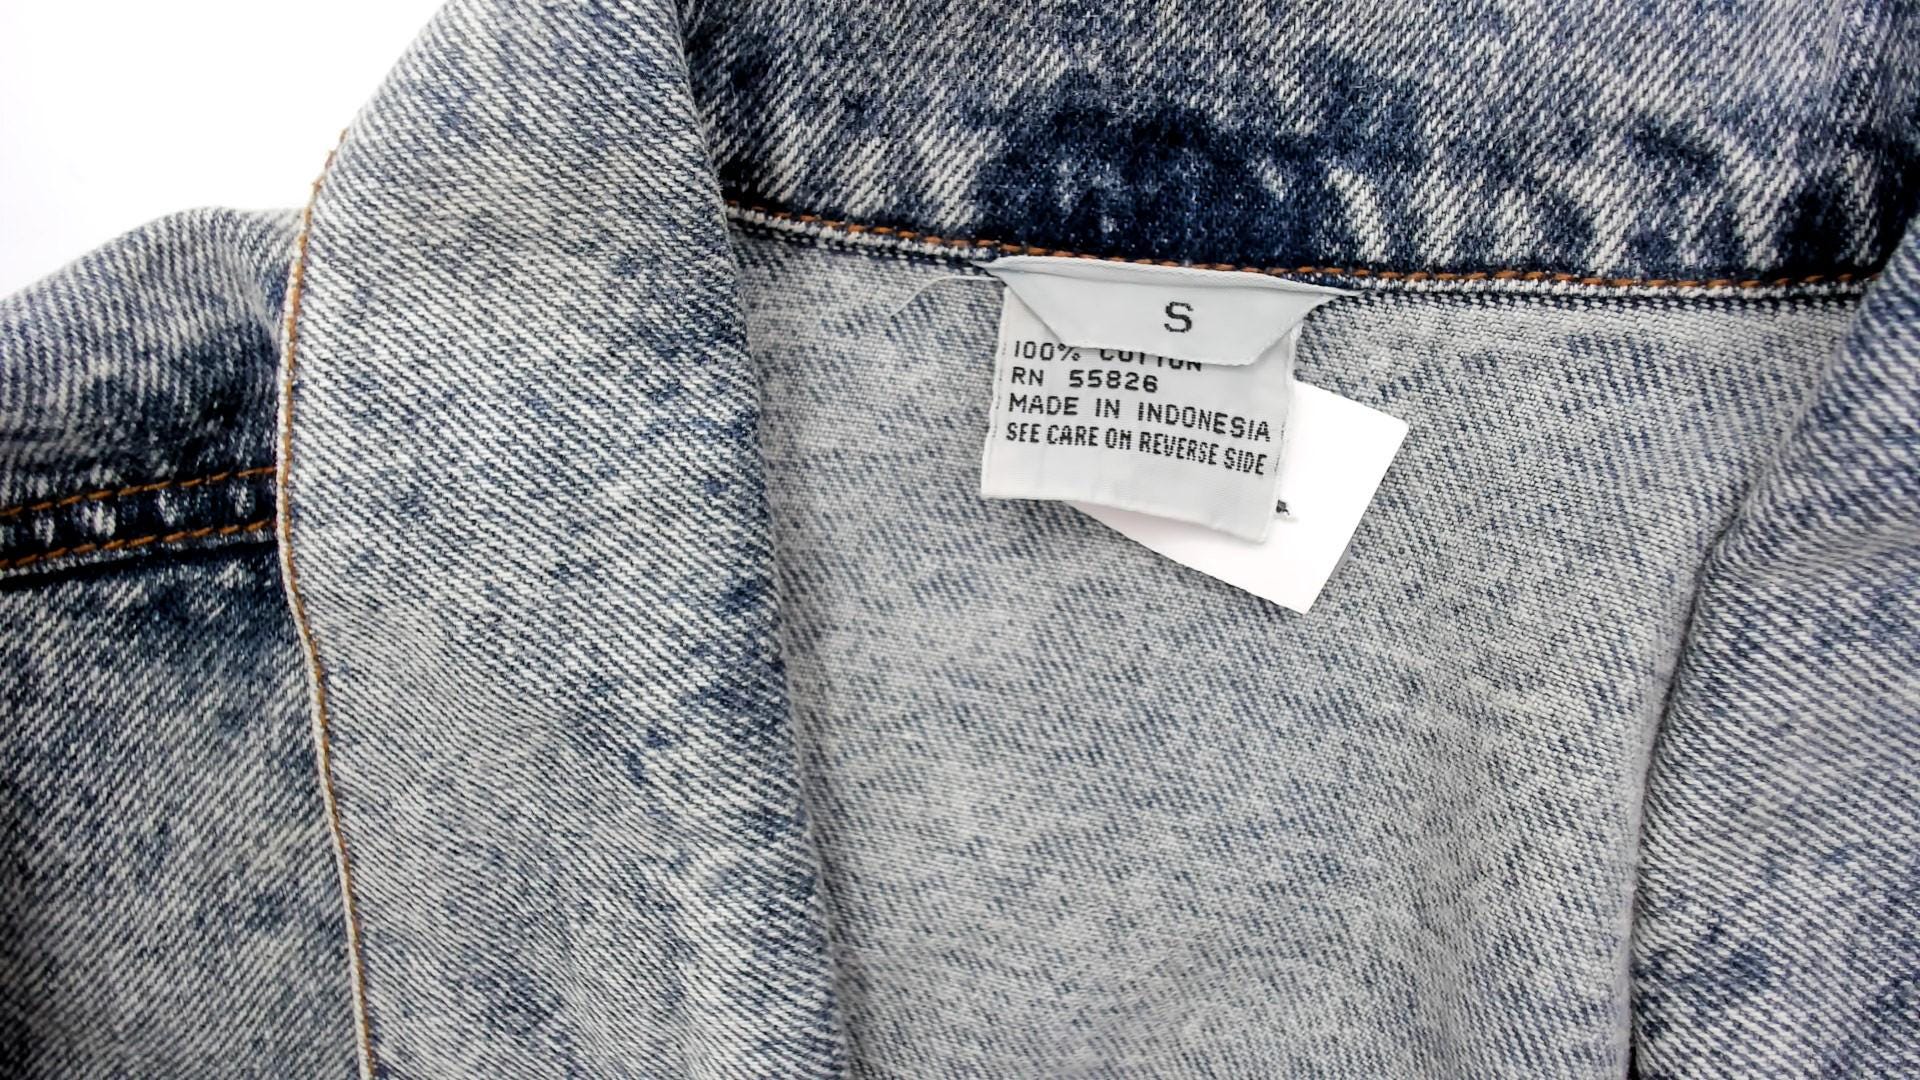 S
100% COTTON
RN 55826
MADE IN INDONESIA
SEE CARE ON REVERSE SIDE